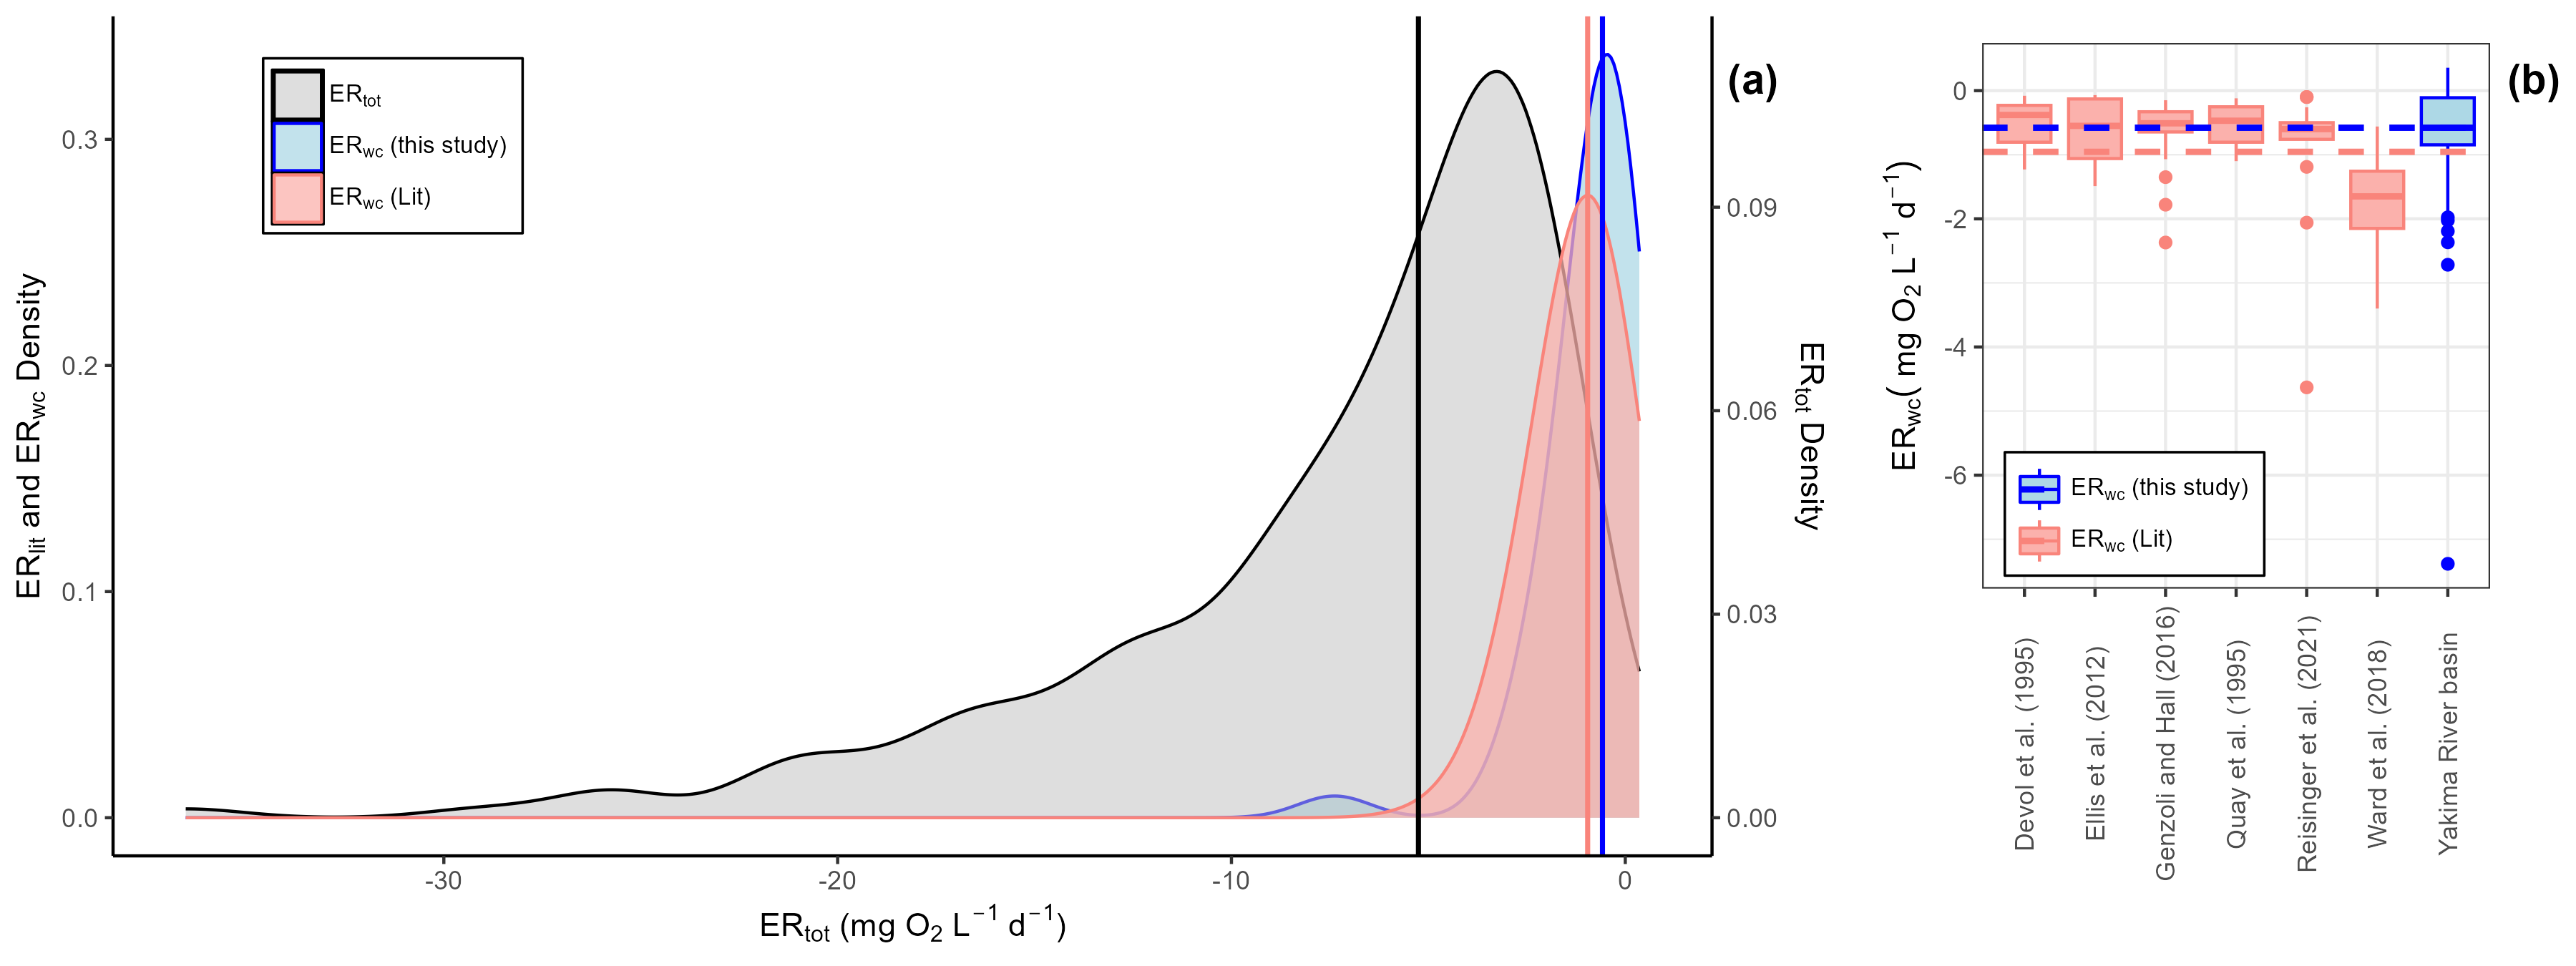 (a)
ERtot
ERwc (this study)
ERwc (Lit)
ERlit and ERwc Density
0.3
0.2
0.1
0.0
-30
-20
-10
0
ERtot (mg O2 L−1 d−1)
0.09
0.06
0.03
0.00
ERtot Density
(b)
ERwc( mg O2 L−1 d−1)
0
-2
-4
-6
ERwc (this study)
ERwc (Lit)
Devol et al. (1995)
Ellis et al. (2012)
Genzoli and Hall (2016)
Quay et al. (1995)
Reisinger et al. (2021)
Ward et al. (2018)
Yakima River basin